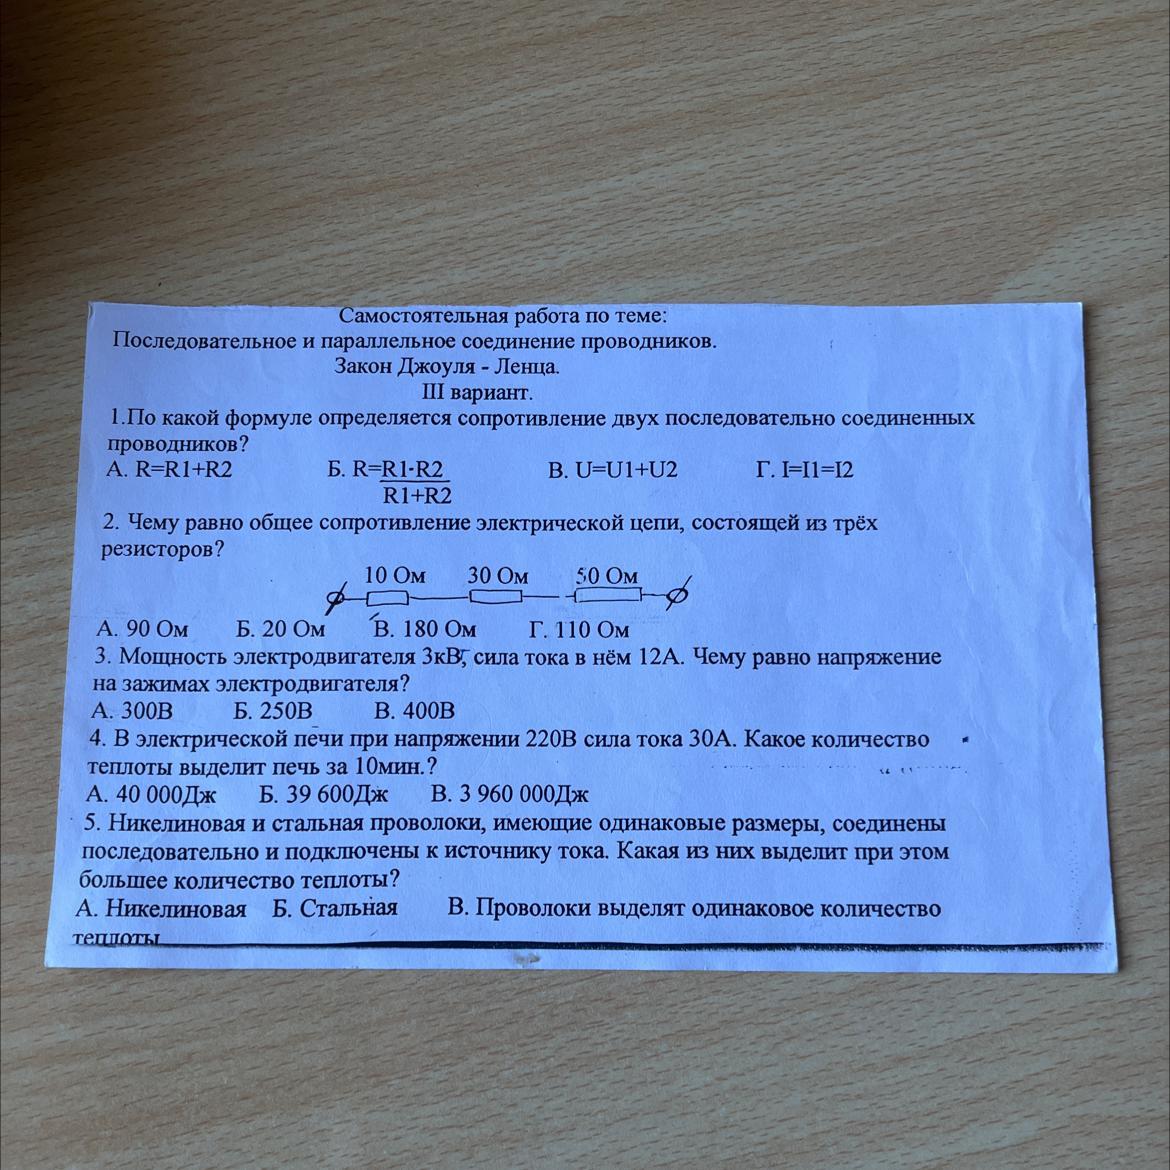 Самостоятельная работа по теме:
Последовательное и параллельное соединение проводников.
Закон Джоуля - Ленца.
III вариант.
1.По какой формуле определяется сопротивление двух последовательно соединенных
проводников?
А. R=R1+R2 Б. R=R1·R2 В. U=U1+U2 Г. I=I1=I2
R1+R2
2. Чему равно общее сопротивление электрической цепи, состоящей из трёх
резисторов?
10 Ом 30 Ом 50 Ом
А. 90 Ом Б. 20 Ом В. 180 Ом Г. 110 Ом
3. Мощность электродвигателя 3кВт, сила тока в нём 12А. Чему равно напряжение
на зажимах электродвигателя?
А. 300В Б. 250В В. 400В
4. В электрической печи при напряжении 220В сила тока 30А. Какое количество
теплоты выделит печь за 10мин.?
А. 40 000Дж Б. 39 600Дж В. 3 960 000Дж
5. Никелиновая и стальная проволоки, имеющие одинаковые размеры, соединены
последовательно и подключены к источнику тока. Какая из них выделит при этом
большее количество теплоты?
А. Никелиновая Б. Стальная В. Проволоки выделят одинаковое количество
теплоты